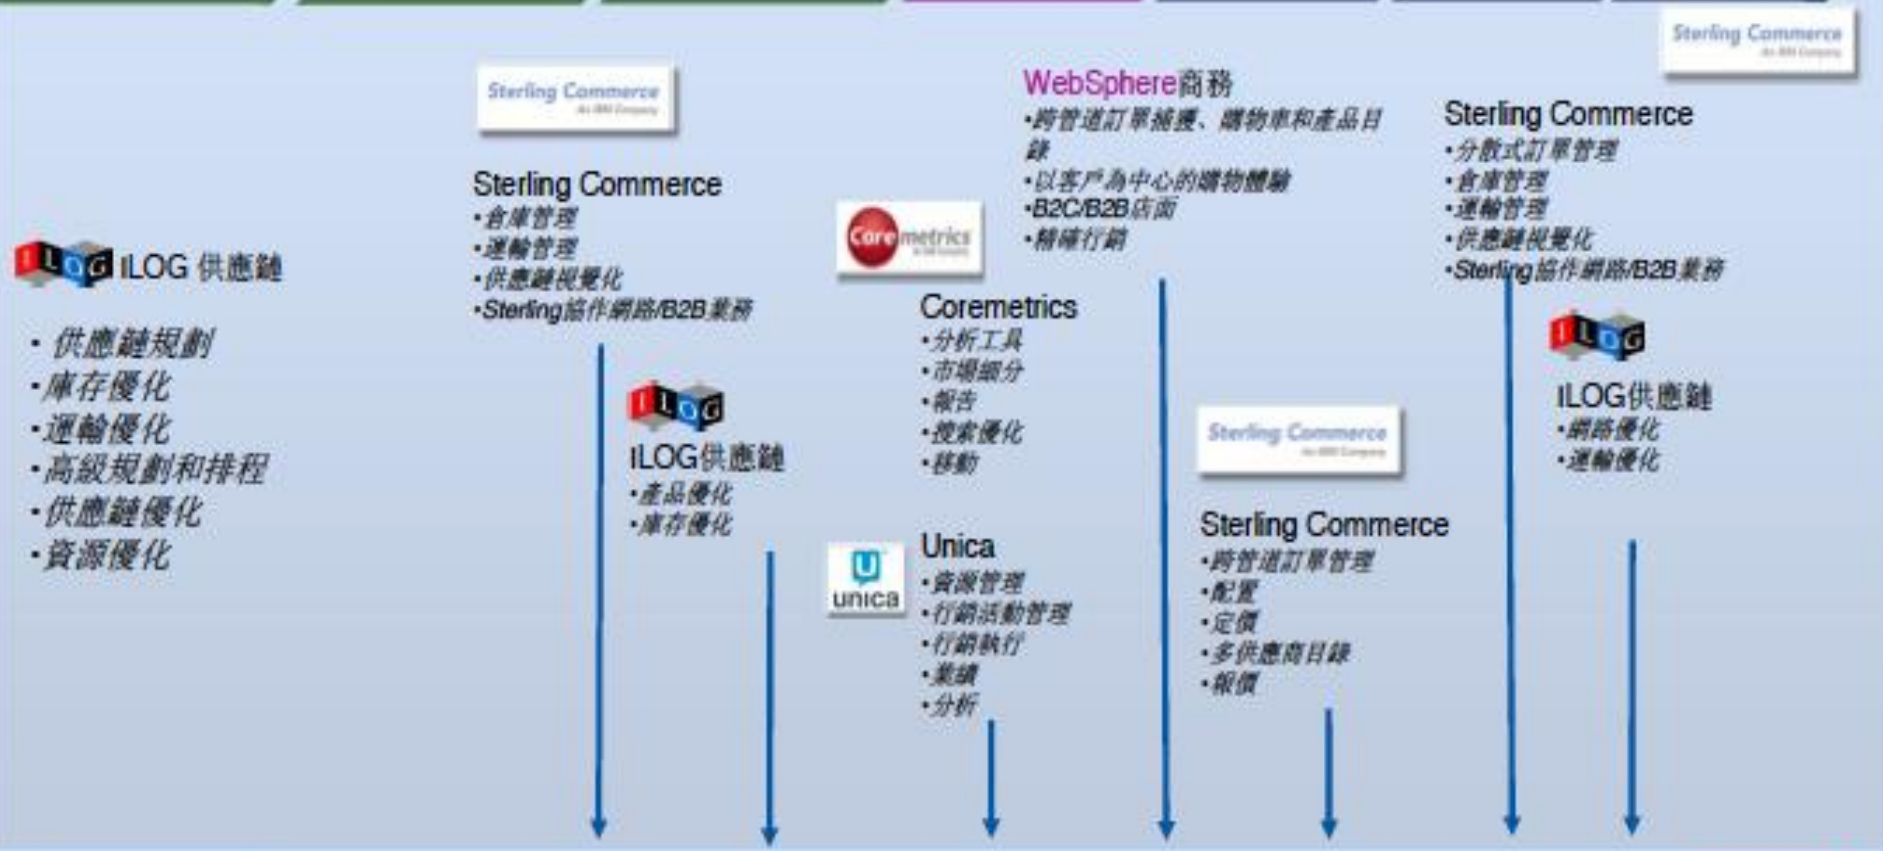 ILOG
ILOG 供應鏈
• 供應鏈規劃
•庫存優化
•運輸優化
•高級規劃和排程
•供應鏈優化
•資源優化
Sterling Commerce
An IBM Company
Sterling Commerce
•倉庫管理
•運輸管理
•供應鏈視覺化
•Sterling協作網路/B2B業務
ILOG
ILOG供應鏈
•產品優化
•庫存優化
Coremetrics
Coremetrics
•分析工具
•市場細分
•報告
•搜索優化
•移動
unica
Unica
•資源管理
•行銷活動管理
•行銷執行
•業績
•分析
WebSphere商務
•跨管道訂單捕獲、購物車和產品目
錄
•以客戶為中心的購物體驗
•B2C/B2B店面
•精確行銷
Sterling Commerce
An IBM Company
Sterling Commerce
•跨管道訂單管理
•配置
•定價
•多供應商目錄
•報價
Sterling Commerce
An IBM Company
Sterling Commerce
•分散式訂單管理
•倉庫管理
•運輸管理
•供應鏈視覺化
•Sterling協作網路/B2B業務
ILOG
ILOG供應鏈
•網路優化
•運輸優化